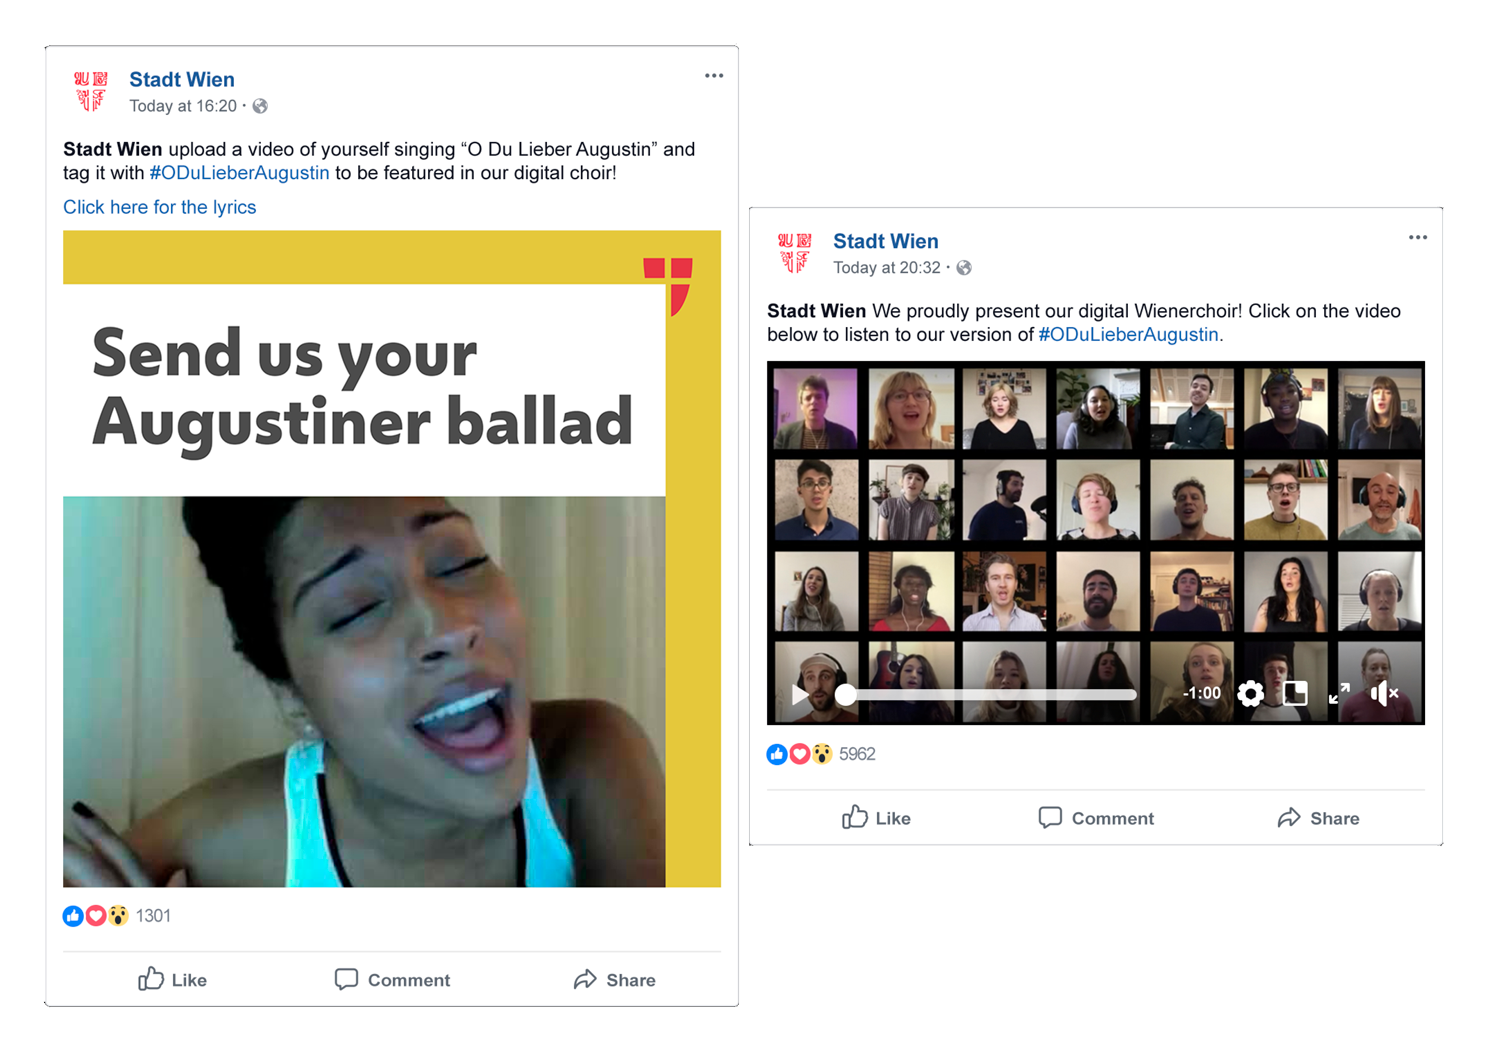 Stadt Wien
Today at 16:20 ·
Stadt Wien upload a video of yourself singing “O Du Lieber Augustin” and
tag it with #ODuLieberAugustin to be featured in our digital choir!
Click here for the lyrics
Send us your
Augustiner ballad
1301
Like Comment Share
Stadt Wien
Today at 20:32 ·
Stadt Wien We proudly present our digital Wienerchoir! Click on the video
below to listen to our version of #ODuLieberAugustin.
-1:00
5962
Like Comment Share